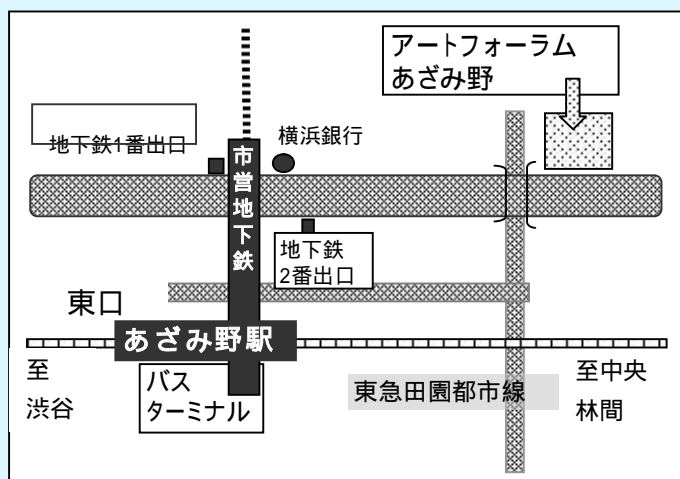 アートフォーラム
あざみ野
地下鉄1番出口
横浜銀行
市営地下鉄
地下鉄
2番出口
東口
あざみ野駅
至
渋谷
バス
ターミナル
東急田園都市線
至中央
林間